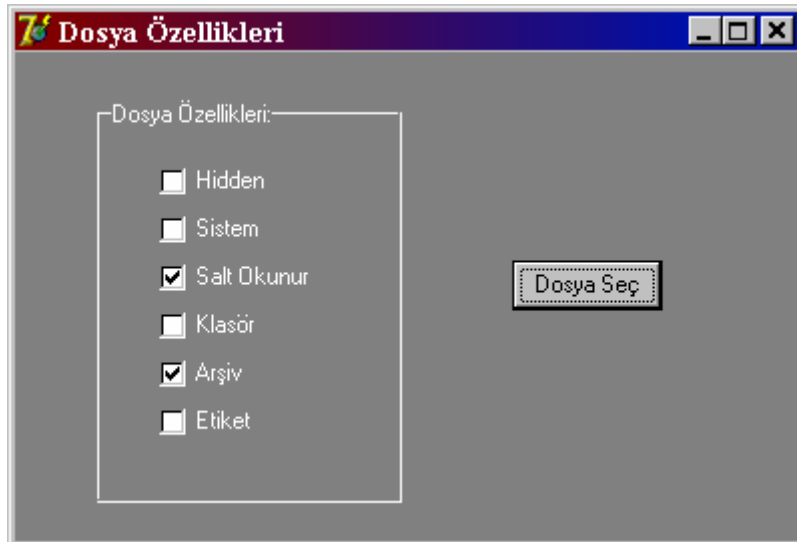 Dosya Özellikleri
Dosya Özellikleri:
Hidden
Sistem
Salt Okunur
Dosya Seç
Klasör
Arşiv
Etiket